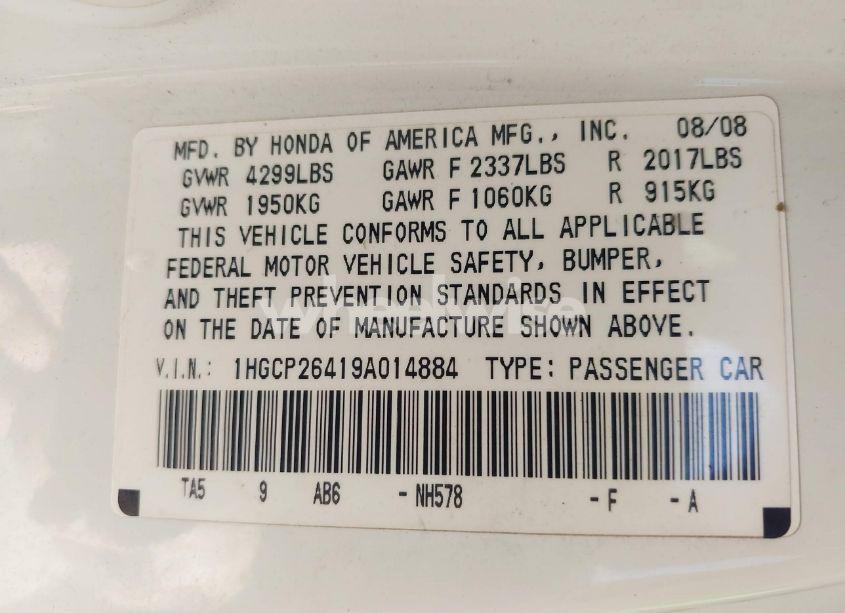 MFD. BY HONDA OF AMERICA MFG., INC. 08/08
GVWR 4299LBS GAWR F 2337LBS R 2017LBS
GVWR 1950KG GAWR F 1060KG R 915KG
THIS VEHICLE CONFORMS TO ALL APPLICABLE
FEDERAL MOTOR VEHICLE SAFETY, BUMPER,
AND THEFT PREVENTION STANDARDS IN EFFECT
ON THE DATE OF MANUFACTURE SHOWN ABOVE.
V.I.N.: 1HGCP26419A014884 TYPE: PASSENGER CAR
TA5 9 AB6 -NH578 -F -A